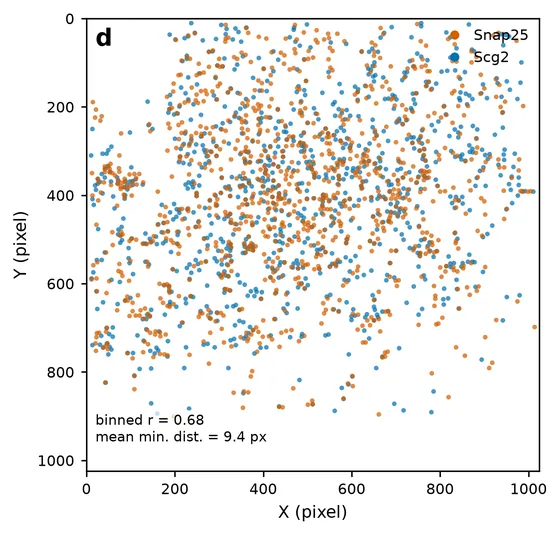 d
Snap25
Scg2
0
200
400
600
800
1000
Y (pixel)
binned r = 0.68
mean min. dist. = 9.4 px
0
200
400
600
800
1000
X (pixel)